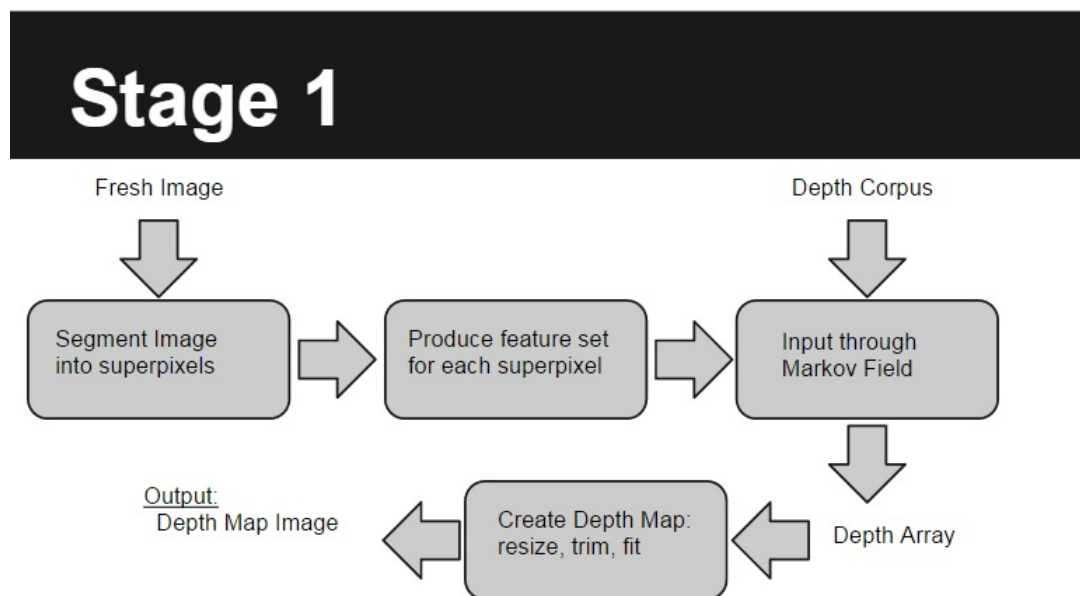 Stage 1
Fresh Image
Depth Corpus
Segment Image
into superpixels
Produce feature set
for each superpixel
Input through
Markov Field
Depth Array
Create Depth Map:
resize, trim, fit
Output:
Depth Map Image